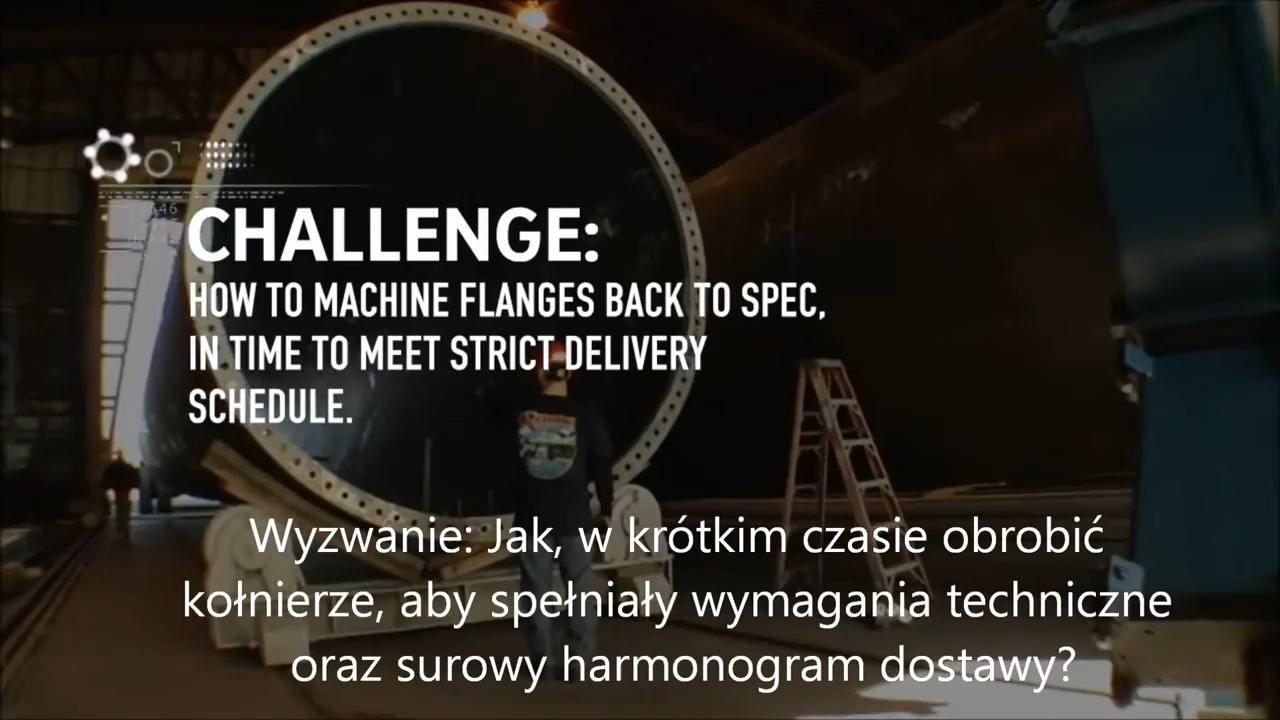 CHALLENGE:
HOW TO MACHINE FLANGES BACK TO SPEC,
IN TIME TO MEET STRICT DELIVERY
SCHEDULE.
Wyzwanie: Jak, w krótkim czasie obrobić
kołnierze, aby spełniały wymagania techniczne
oraz surowy harmonogram dostawy?